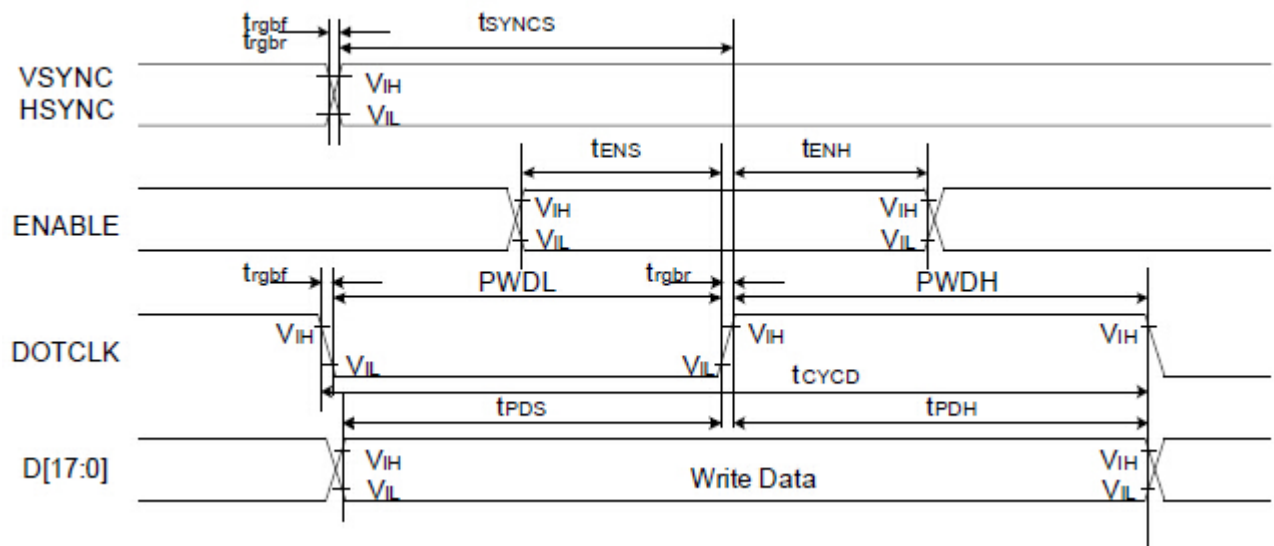 trgbf tSYNCS
trgbr
VSYNC VIH
HSYNC VIL
tENS tENH
VIH VIH
ENABLE
VIL VIL
trgbf PWDL trgbr PWDH
VIH VIH VIH
DOTCLK
VIL VIL
tCYCD
tPDS tPDH
D[17:0] VIH VIH
Write Data
VIL VIL